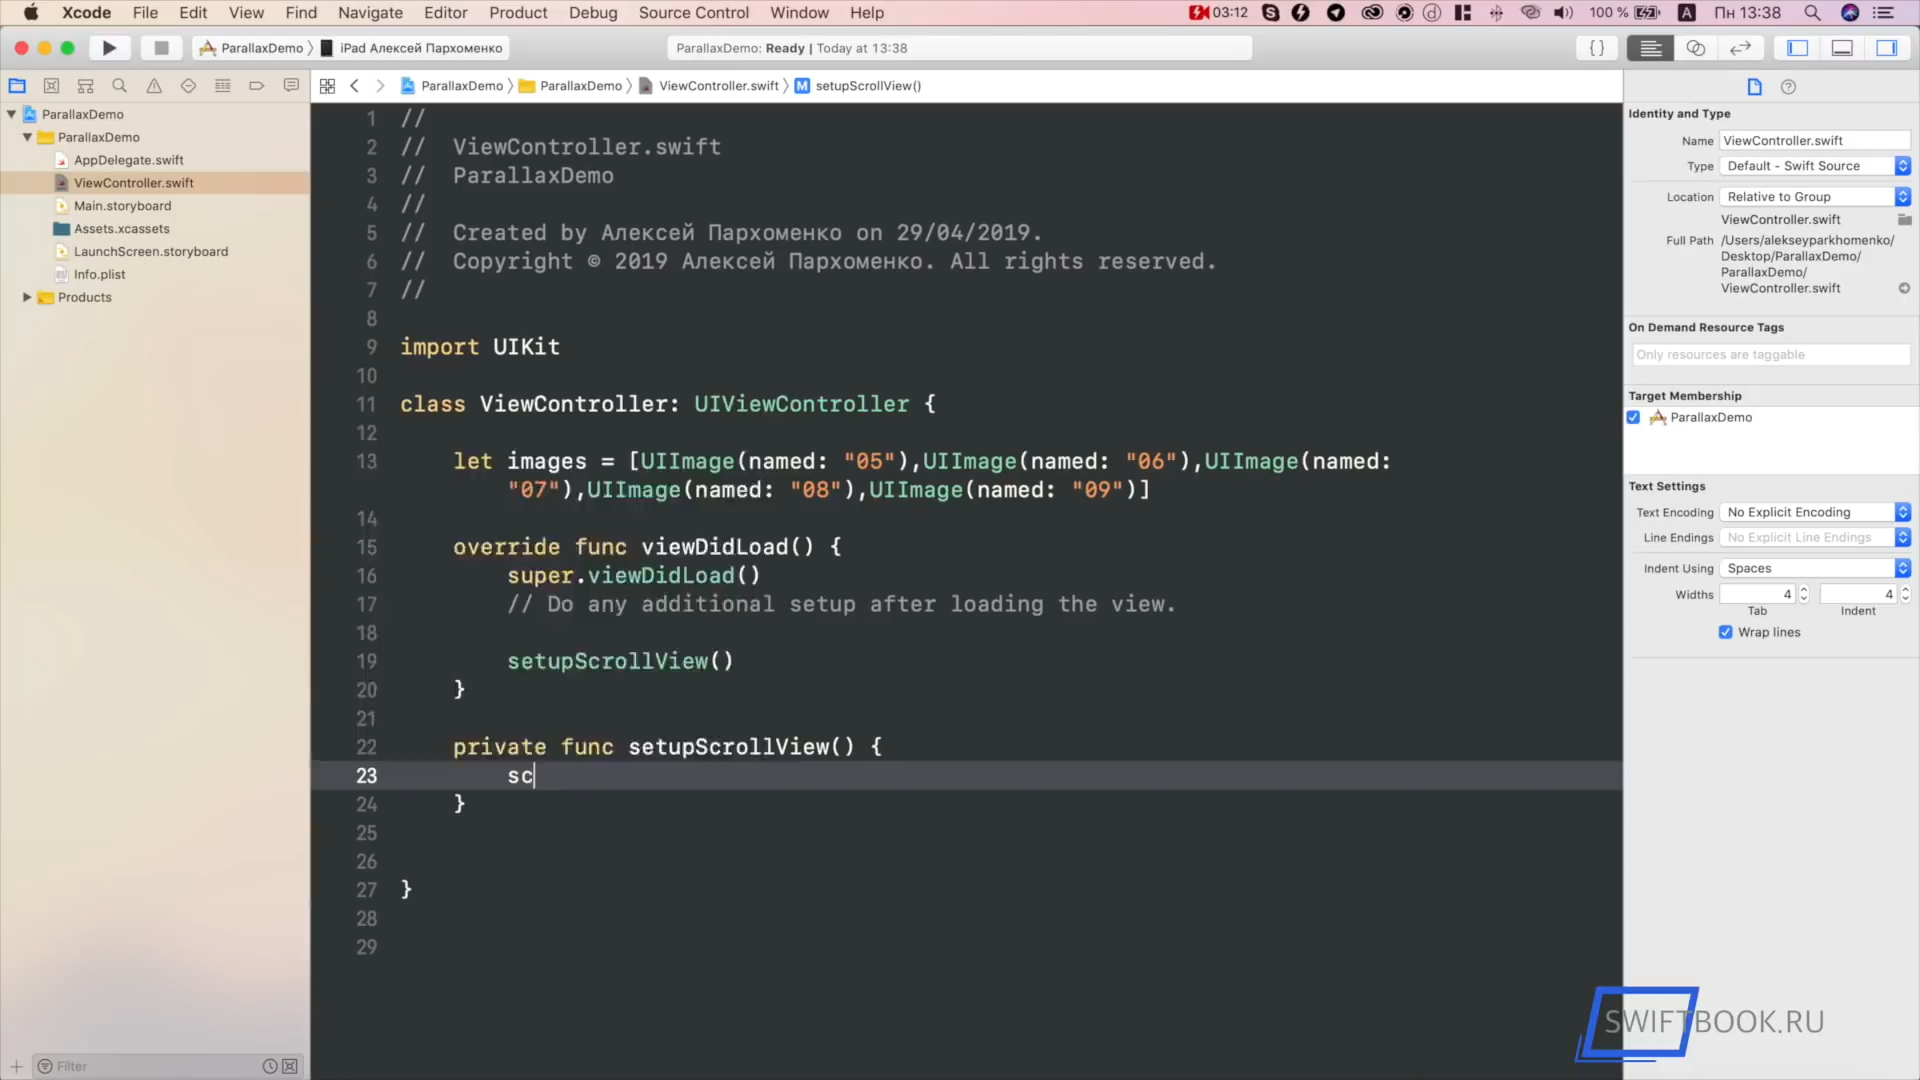 Xcode File Edit View Find Navigate Editor Product Debug Source Control Window Help 03:12 100 % A Пн 13:38
ParallaxDemo iPad Алексей Пархоменко ParallaxDemo: Ready | Today at 13:38
ParallaxDemo ParallaxDemo ViewController.swift M setupScrollView()
ParallaxDemo
ParallaxDemo
AppDelegate.swift
ViewController.swift
Main.storyboard
Assets.xcassets
LaunchScreen.storyboard
Info.plist
Products
Filter
1 //
2 // ViewController.swift
3 // ParallaxDemo
4 //
5 // Created by Алексей Пархоменко on 29/04/2019.
6 // Copyright © 2019 Алексей Пархоменко. All rights reserved.
7 //
8
9 import UIKit
10
11 class ViewController: UIViewController {
12
13 let images = [UIImage(named: "05"),UIImage(named: "06"),UIImage(named:
"07"),UIImage(named: "08"),UIImage(named: "09")]
14
15 override func viewDidLoad() {
16 super.viewDidLoad()
17 // Do any additional setup after loading the view.
18
19 setupScrollView()
20 }
21
22 private func setupScrollView() {
23 sc
24 }
25
26
27 }
28
29
Identity and Type
Name ViewController.swift
Type Default - Swift Source
Location Relative to Group
ViewController.swift
Full Path /Users/alekseyparkhomenko/
Desktop/ParallaxDemo/
ParallaxDemo/
ViewController.swift
On Demand Resource Tags
Only resources are taggable
Target Membership
ParallaxDemo
Text Settings
Text Encoding No Explicit Encoding
Line Endings No Explicit Line Endings
Indent Using Spaces
Widths 4 4
Tab Indent
Wrap lines
SWIFTBOOK.RU